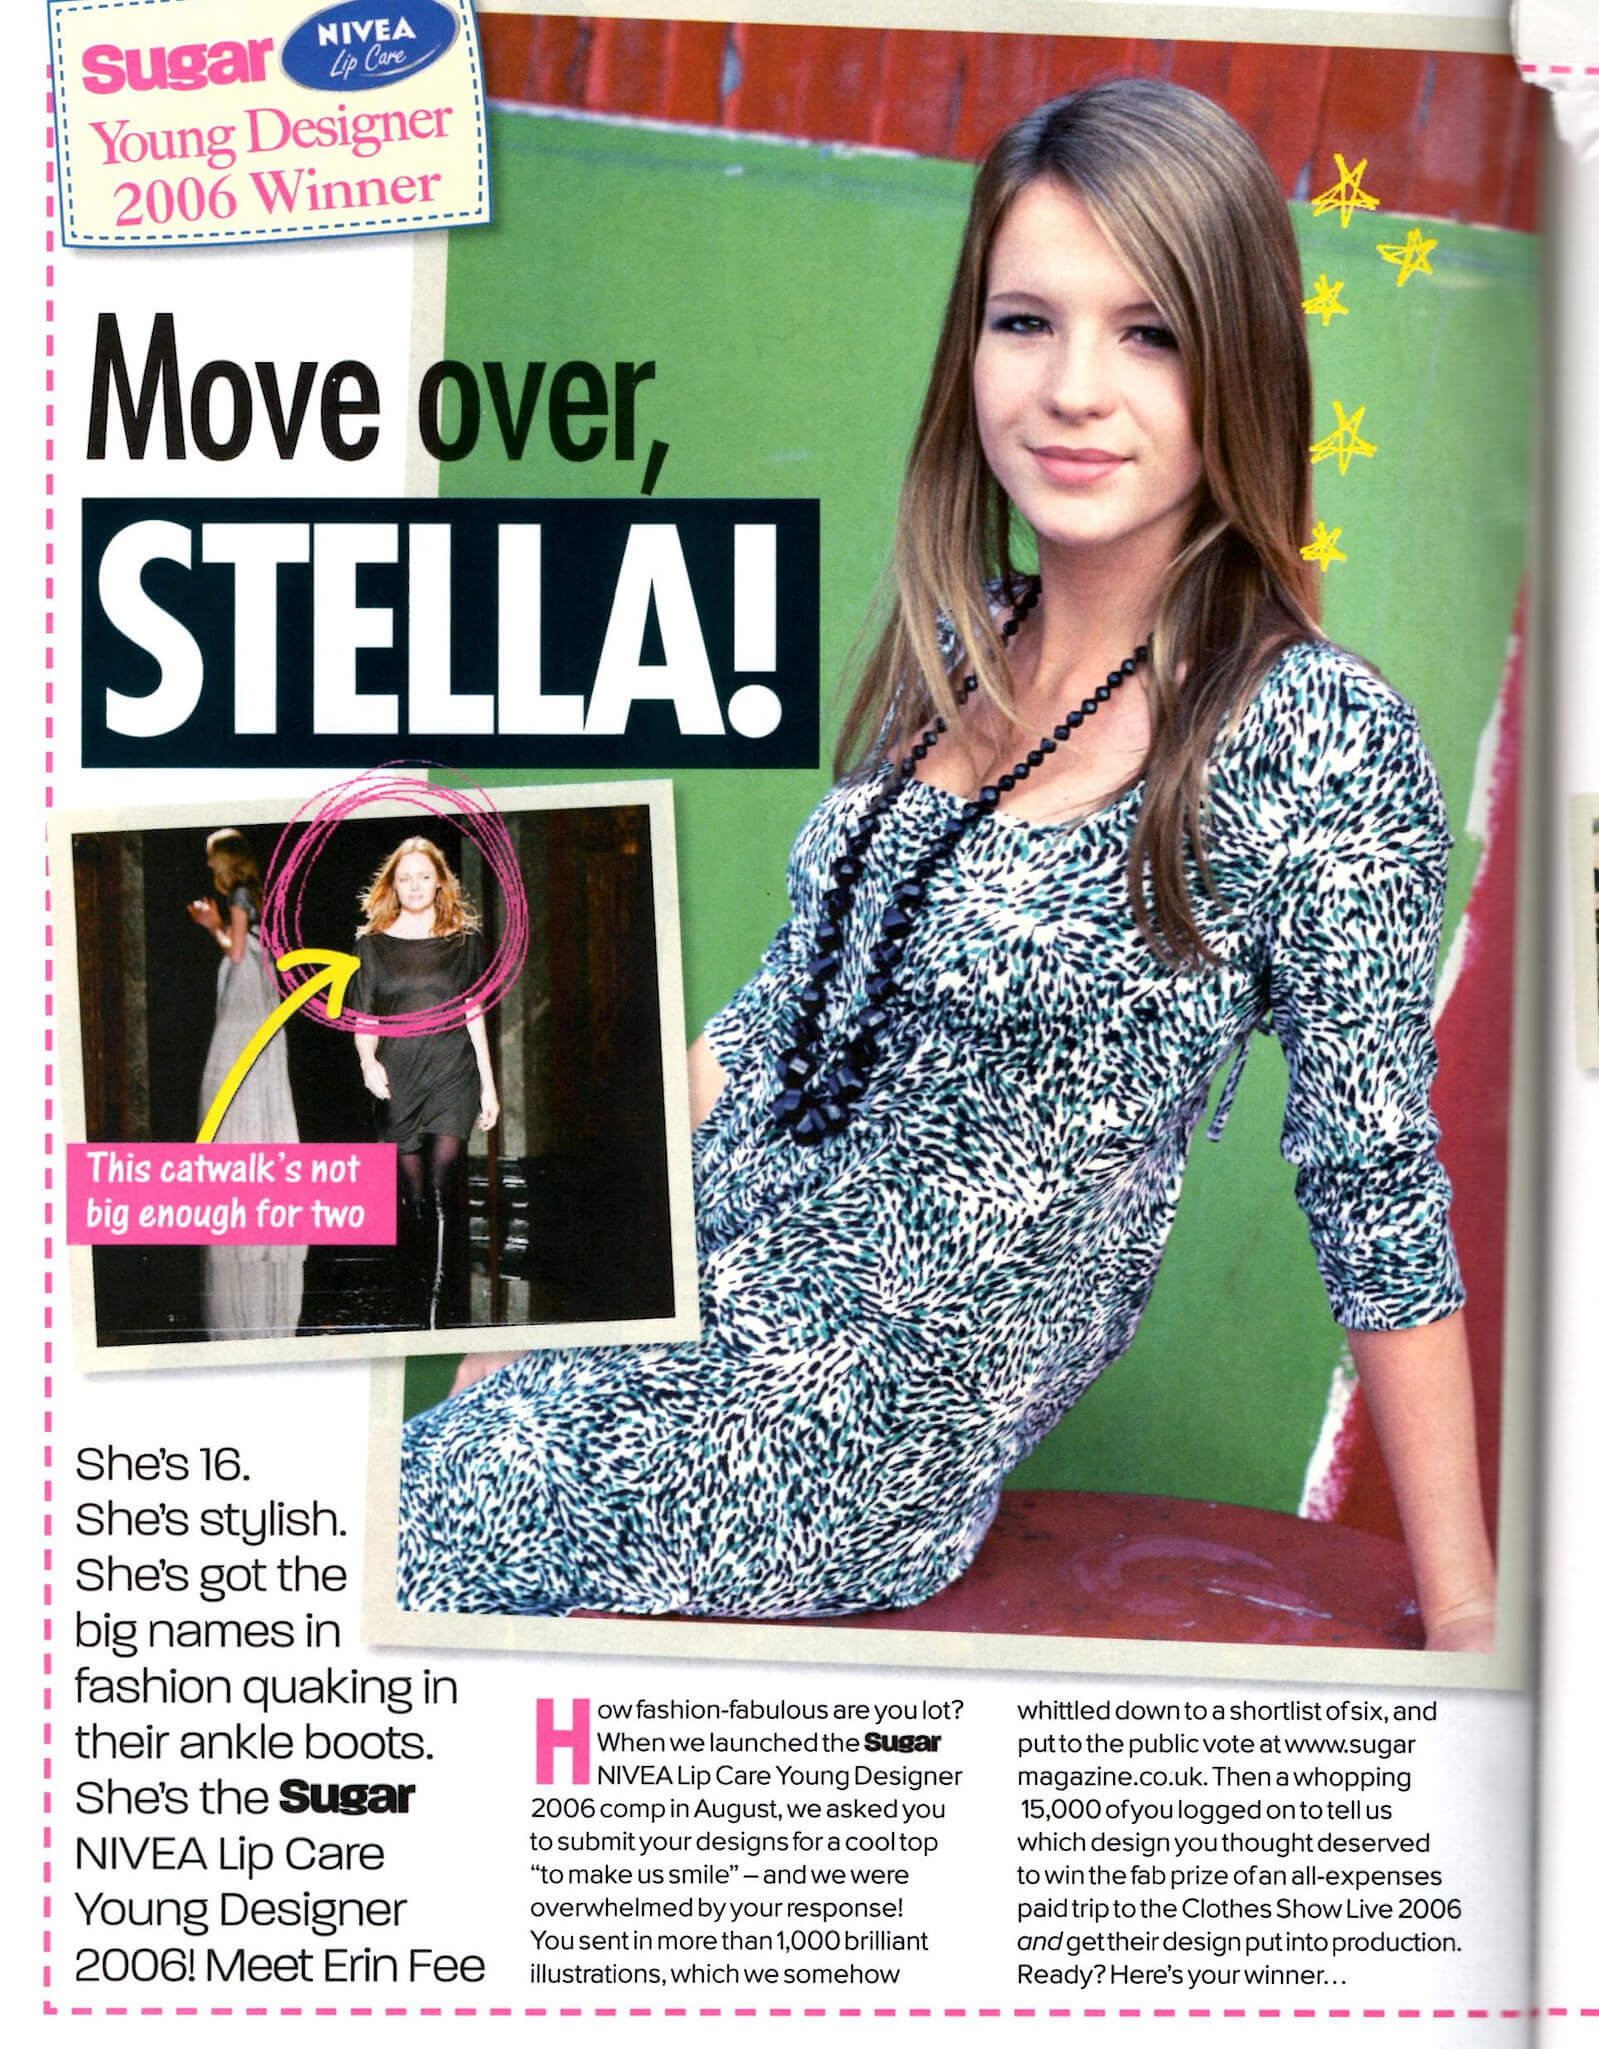 Sugar NIVEA
Lip Care
Young Designer
2006 Winner
Move over,
STELLA!
This catwalk's not
big enough for two
She's 16.
She's stylish.
She's got the
big names in
fashion quaking in
their ankle boots.
She's the Sugar
NIVEA Lip Care
Young Designer
2006! Meet Erin Fee
How fashion-fabulous are you lot?
When we launched the Sugar
NIVEA Lip Care Young Designer
2006 comp in August, we asked you
to submit your designs for a cool top
“to make us smile” – and we were
overwhelmed by your response!
You sent in more than 1,000 brilliant
illustrations, which we somehow
whittled down to a shortlist of six, and
put to the public vote at www.sugar
magazine.co.uk. Then a whopping
15,000 of you logged on to tell us
which design you thought deserved
to win the fab prize of an all-expenses
paid trip to the Clothes Show Live 2006
and get their design put into production.
Ready? Here's your winner...